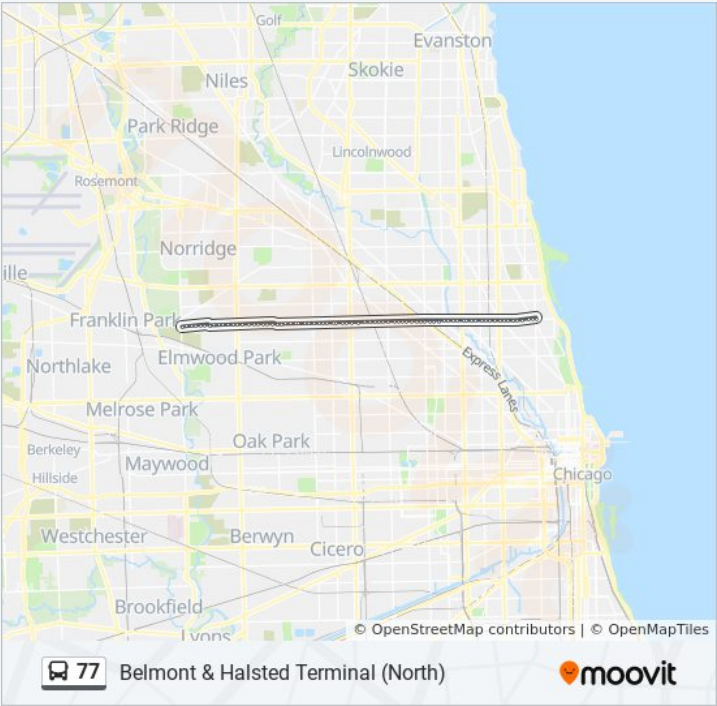 Golf
Evanston
Skokie
Niles
Park Ridge
Lincolnwood
Rosemont
Norridge
ille
Franklin Park
Elmwood Park
Northlake
Express Lanes
Melrose Park
Oak Park
Berkeley
Maywood
Hillside
Chicago
Westchester
Berwyn
Cicero
Brookfield
Lyons
© OpenStreetMap contributors | © OpenMapTiles
77 Belmont & Halsted Terminal (North)
moovit